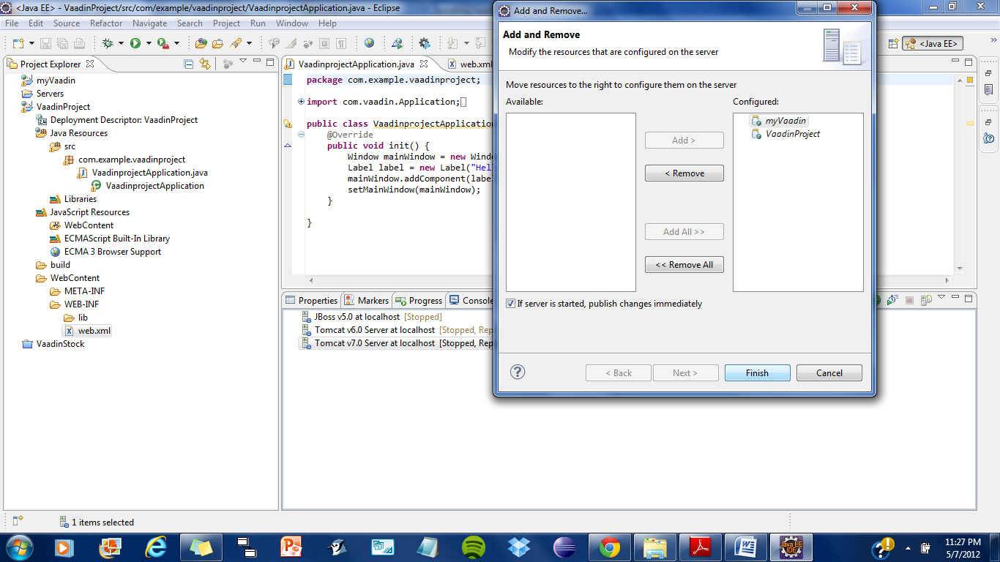 <Java EE> - VaadinProject/src/com/example/vaadinproject/VaadinprojectApplication.java - Eclipse
File Edit Source Refactor Navigate Search Project Run Window Help
<Java EE>
Project Explorer
myVaadin
Servers
VaadinProject
Deployment Descriptor: VaadinProject
Java Resources
src
com.example.vaadinproject
VaadinprojectApplication.java
VaadinprojectApplication
Libraries
JavaScript Resources
WebContent
ECMAScript Built-In Library
ECMA 3 Browser Support
build
WebContent
META-INF
WEB-INF
lib
web.xml
VaadinStock
VaadinprojectApplication.java web.xml
package com.example.vaadinproject;
import com.vaadin.Application;
public class VaadinprojectApplication
@Override
public void init() {
Window mainWindow = new Wind
Label label = new Label("Hell
mainWindow.addComponent(label
setMainWindow(mainWindow);
}
}
Properties Markers Progress Console
JBoss v5.0 at localhost [Stopped]
Tomcat v6.0 Server at localhost [Stopped, Rep
Tomcat v7.0 Server at localhost [Stopped, Rep
Add and Remove...
Add and Remove
Modify the resources that are configured on the server
Move resources to the right to configure them on the server
Available: Configured:
myVaadin
VaadinProject
Add >
< Remove
Add All >>
<< Remove All
If server is started, publish changes immediately
< Back Next > Finish Cancel
1 items selected
Java EE
IDE
11:27 PM
5/7/2012